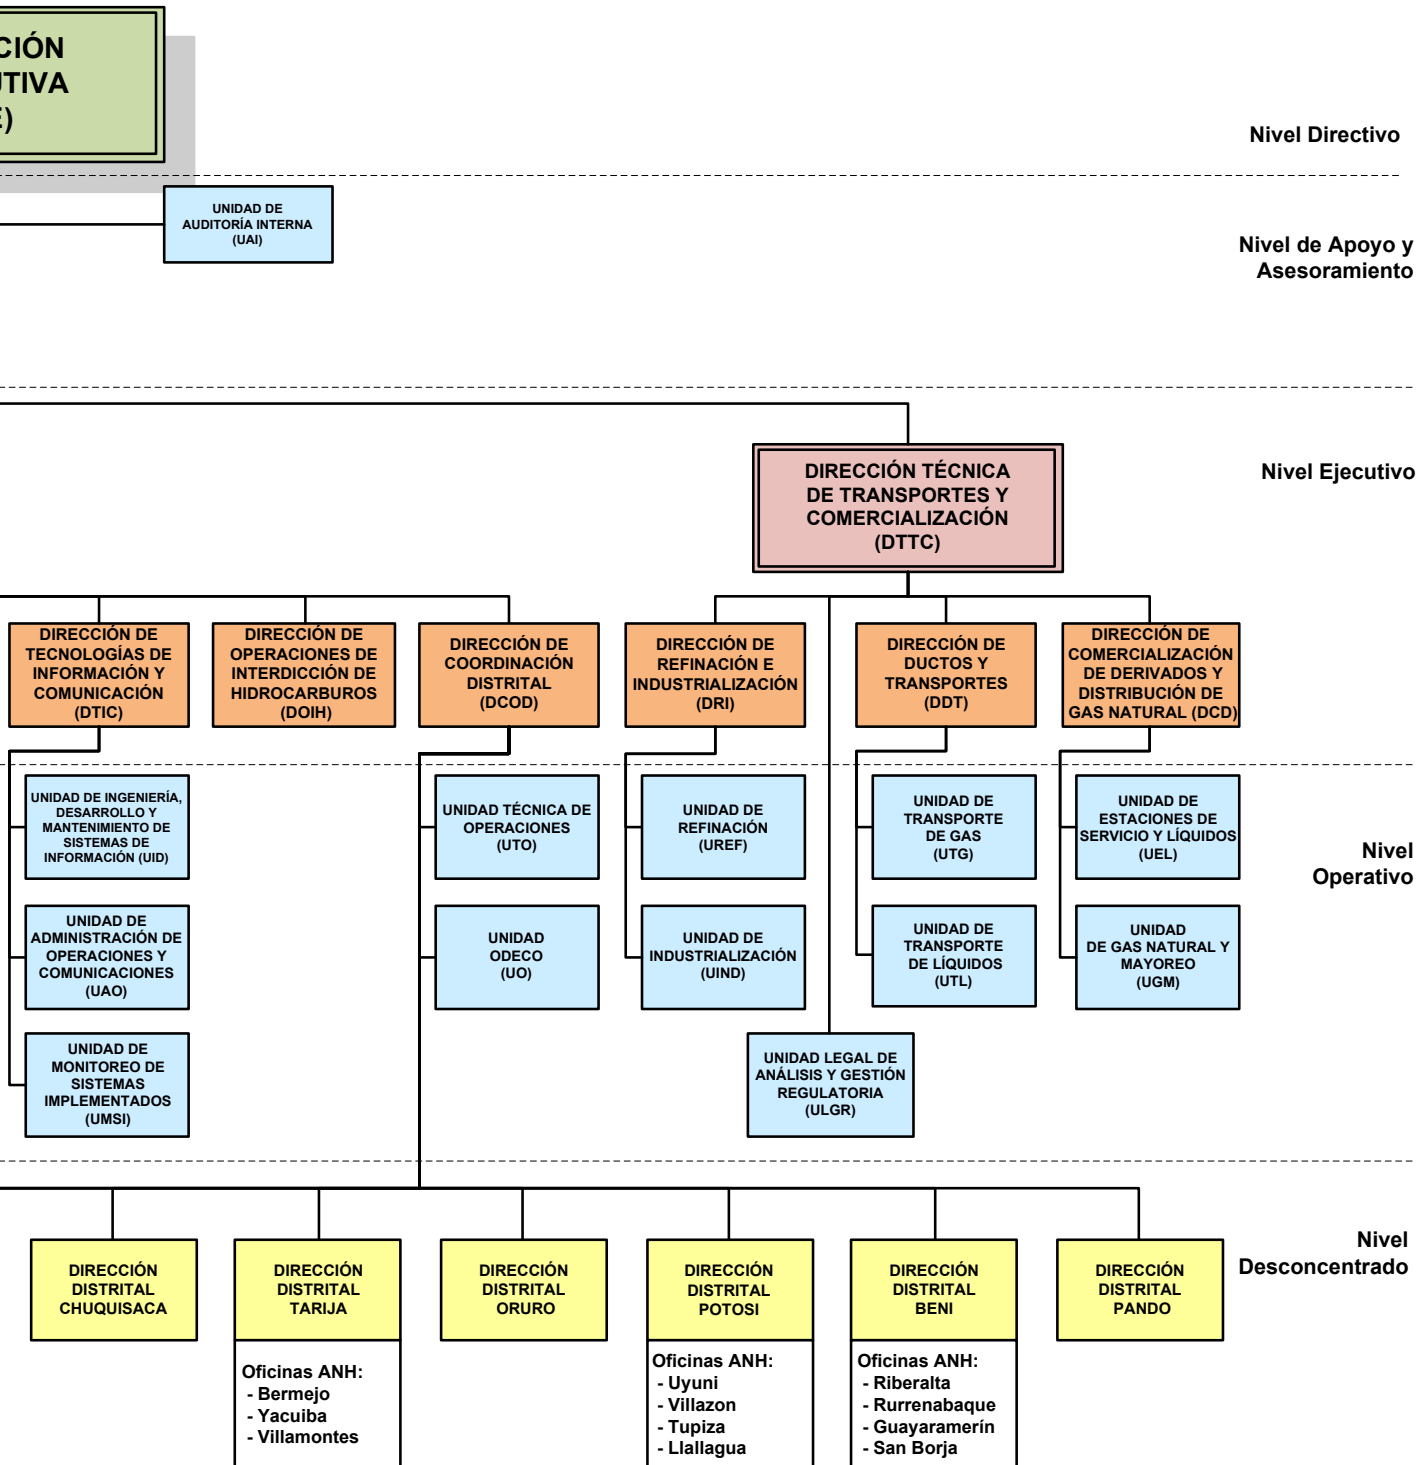 CIÓN
UTIVA
E)
Nivel Directivo
UNIDAD DE
AUDITORÍA INTERNA
(UAI)
Nivel de Apoyo y
Asesoramiento
DIRECCIÓN TÉCNICA
DE TRANSPORTES Y
COMERCIALIZACIÓN
(DTTC)
Nivel Ejecutivo
DIRECCIÓN DE
TECNOLOGÍAS DE
INFORMACIÓN Y
COMUNICACIÓN
(DTIC)
DIRECCIÓN DE
OPERACIONES DE
INTERDICCIÓN DE
HIDROCARBUROS
(DOIH)
DIRECCIÓN DE
COORDINACIÓN
DISTRITAL
(DCOD)
DIRECCIÓN DE
REFINACIÓN E
INDUSTRIALIZACIÓN
(DRI)
DIRECCIÓN DE
DUCTOS Y
TRANSPORTES
(DDT)
DIRECCIÓN DE
COMERCIALIZACIÓN
DE DERIVADOS Y
DISTRIBUCIÓN DE
GAS NATURAL (DCD)
UNIDAD DE INGENIERÍA,
DESARROLLO Y
MANTENIMIENTO DE
SISTEMAS DE
INFORMACIÓN (UID)
UNIDAD TÉCNICA DE
OPERACIONES
(UTO)
UNIDAD DE
REFINACIÓN
(UREF)
UNIDAD DE
TRANSPORTE
DE GAS
(UTG)
UNIDAD DE
ESTACIONES DE
SERVICIO Y LÍQUIDOS
(UEL)
Nivel
Operativo
UNIDAD DE
ADMINISTRACIÓN DE
OPERACIONES Y
COMUNICACIONES
(UAO)
UNIDAD
ODECO
(UO)
UNIDAD DE
INDUSTRIALIZACIÓN
(UIND)
UNIDAD DE
TRANSPORTE
DE LÍQUIDOS
(UTL)
UNIDAD
DE GAS NATURAL Y
MAYOREO
(UGM)
UNIDAD DE
MONITOREO DE
SISTEMAS
IMPLEMENTADOS
(UMSI)
UNIDAD LEGAL DE
ANÁLISIS Y GESTIÓN
REGULATORIA
(ULGR)
DIRECCIÓN
DISTRITAL
CHUQUISACA
DIRECCIÓN
DISTRITAL
TARIJA
DIRECCIÓN
DISTRITAL
ORURO
DIRECCIÓN
DISTRITAL
POTOSI
DIRECCIÓN
DISTRITAL
BENI
DIRECCIÓN
DISTRITAL
PANDO
Nivel
Desconcentrado
Oficinas ANH:
- Bermejo
- Yacuiba
- Villamontes
Oficinas ANH:
- Uyuni
- Villazon
- Tupiza
- Llallagua
Oficinas ANH:
- Riberalta
- Rurrenabaque
- Guayaramerín
- San Borja